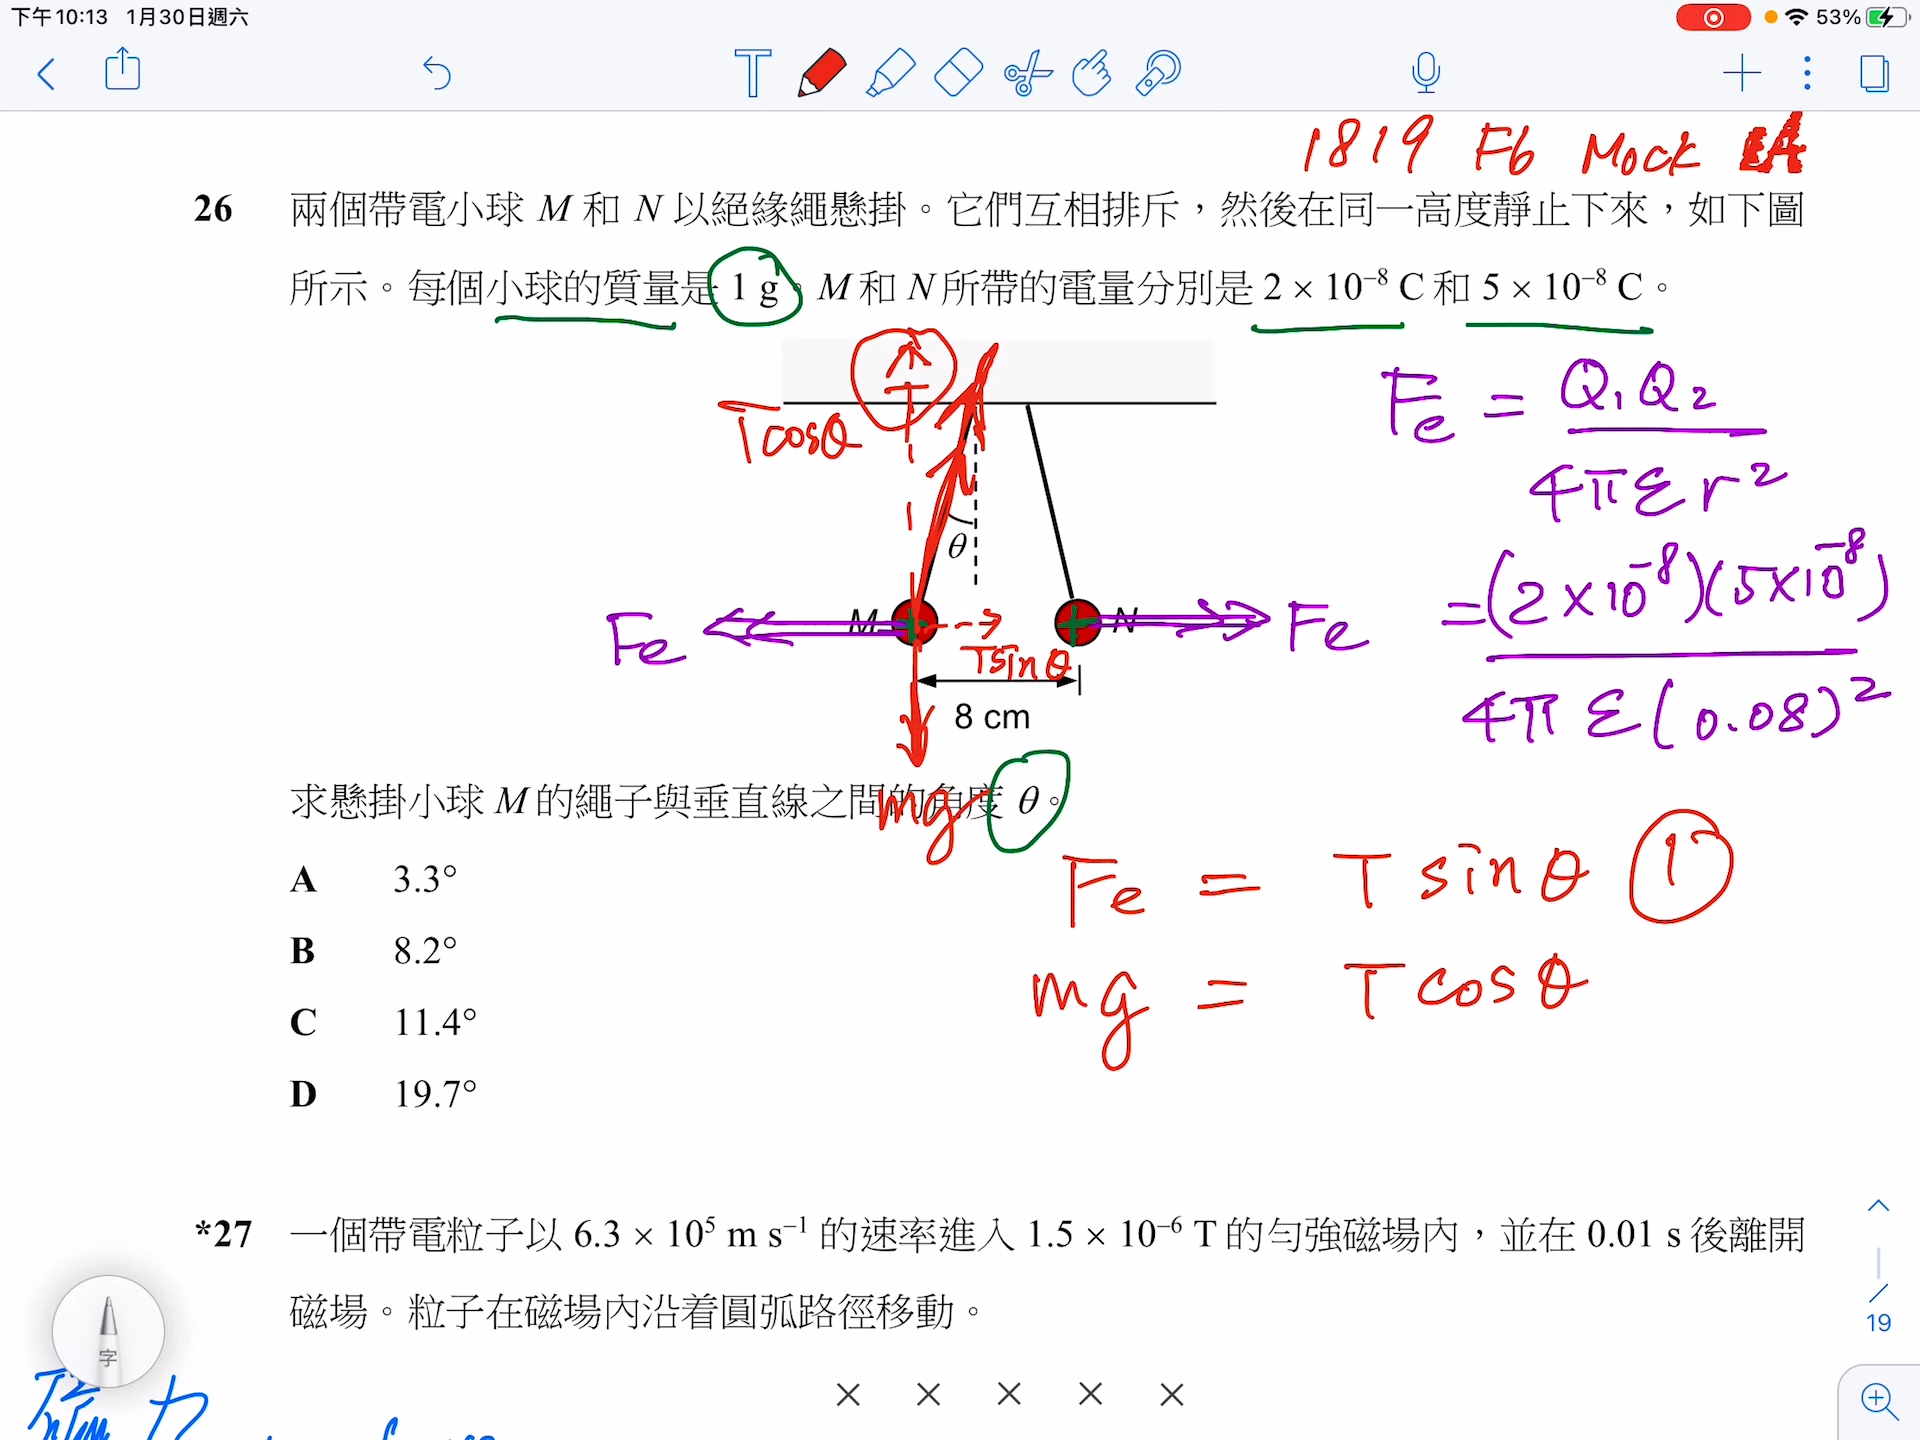 下午10:13 1月30日週六
53%
1819 F6 Mock 1A
26 兩個帶電小球 M 和 N 以絕緣繩懸掛。它們互相排斥，然後在同一高度靜止下來，如下圖
所示。每個小球的質量是 1 g。M 和 N 所帶的電量分別是 2 × 10⁻⁸ C 和 5 × 10⁻⁸ C。
T
T cosθ
θ
Fe
M
N
Fe
T sin θ
8 cm
mg
Fe = Q₁Q₂
4πε r²
= (2×10⁻⁸)(5×10⁻⁸)
4π ε (0.08)²
求懸掛小球 M 的繩子與垂直線之間的角度 θ。
A 3.3°
B 8.2°
C 11.4°
D 19.7°
Fe = T sin θ ①
mg = T cos θ
*27 一個帶電粒子以 6.3 × 10⁵ m s⁻¹ 的速率進入 1.5 × 10⁻⁶ T 的勻強磁場內，並在 0.01 s 後離開
磁場。粒子在磁場內沿着圓弧路徑移動。
19
字
× × × × ×